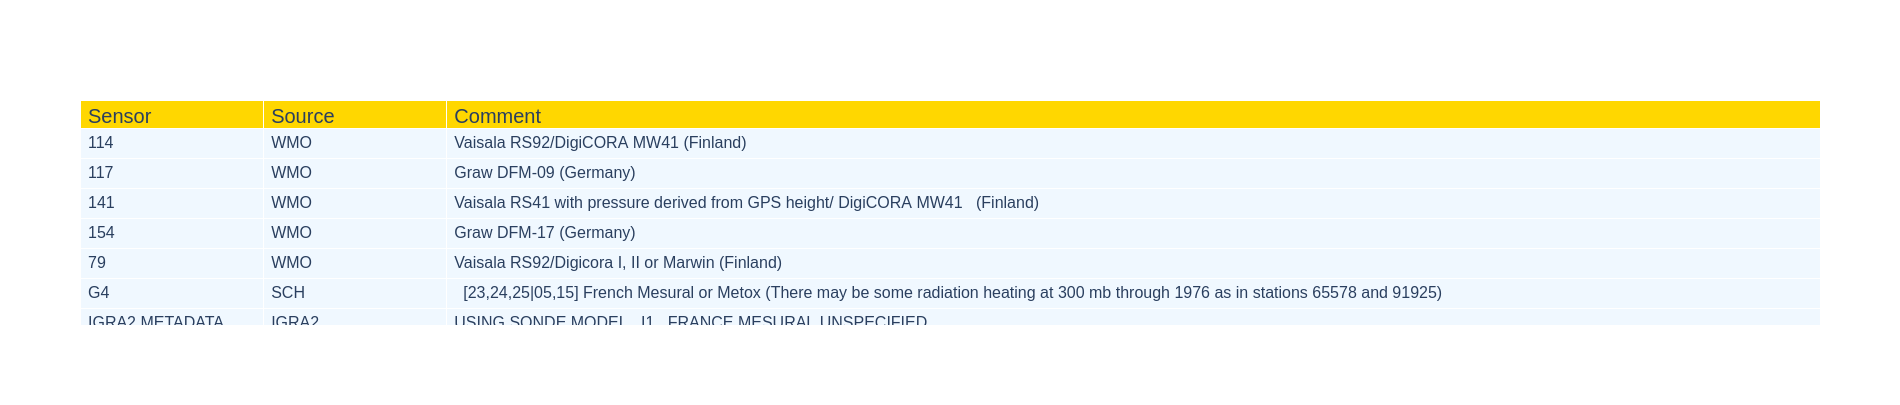 Sensor Source Comment
114 WMO Vaisala RS92/DigiCORA MW41 (Finland)
117 WMO Graw DFM-09 (Germany)
141 WMO Vaisala RS41 with pressure derived from GPS height/ DigiCORA MW41   (Finland)
154 WMO Graw DFM-17 (Germany)
79 WMO Vaisala RS92/Digicora I, II or Marwin (Finland)
G4 SCH [23,24,25|05,15] French Mesural or Metox (There may be some radiation heating at 300 mb through 1976 as in stations 65578 and 91925)
IGRA2 METADATA IGRA2 USING SONDE MODEL   I1   FRANCE MESURAL UNSPECIFIED